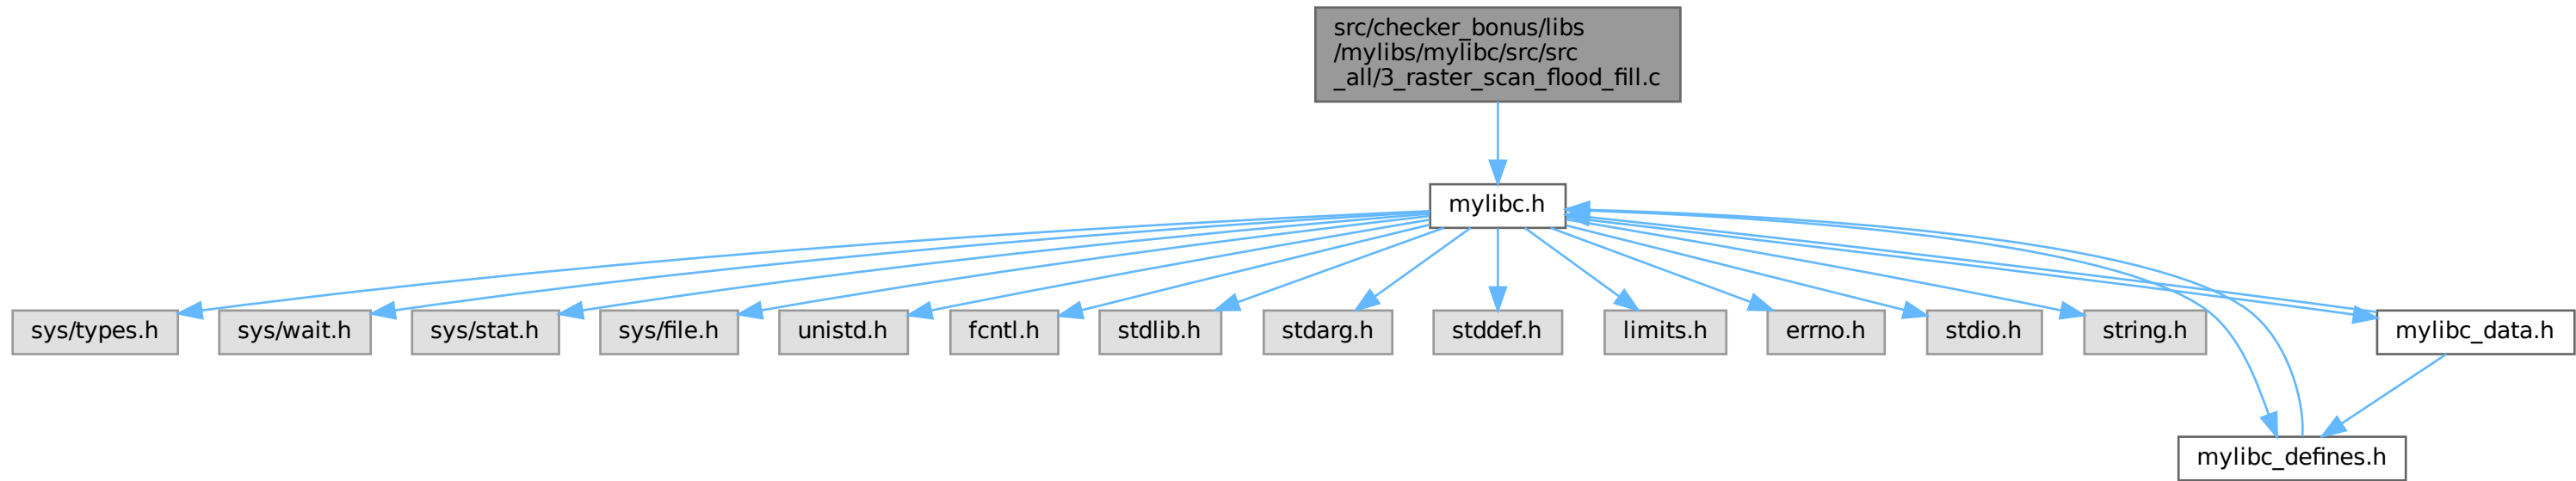 src/checker_bonus/libs
/mylibs/mylibc/src/src
_all/3_raster_scan_flood_fill.c
mylibc.h
sys/types.h
sys/wait.h
sys/stat.h
sys/file.h
unistd.h
fcntl.h
stdlib.h
stdarg.h
stddef.h
limits.h
errno.h
stdio.h
string.h
mylibc_data.h
mylibc_defines.h